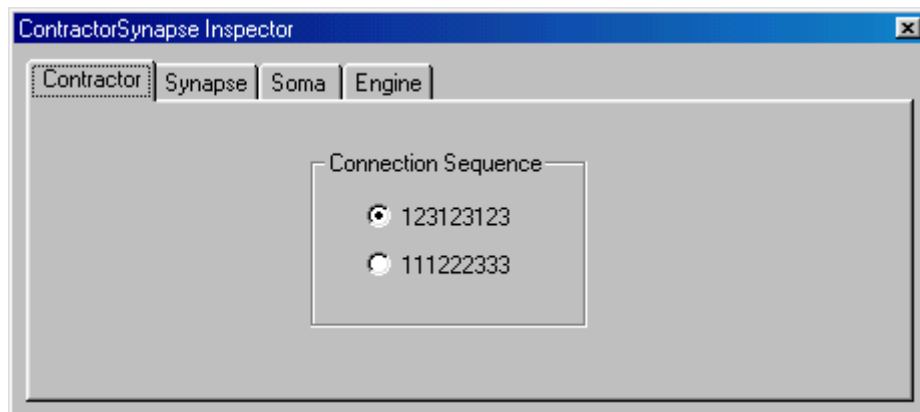 ContractorSynapse Inspector
Contractor Synapse Soma Engine
Connection Sequence
123123123
111222333